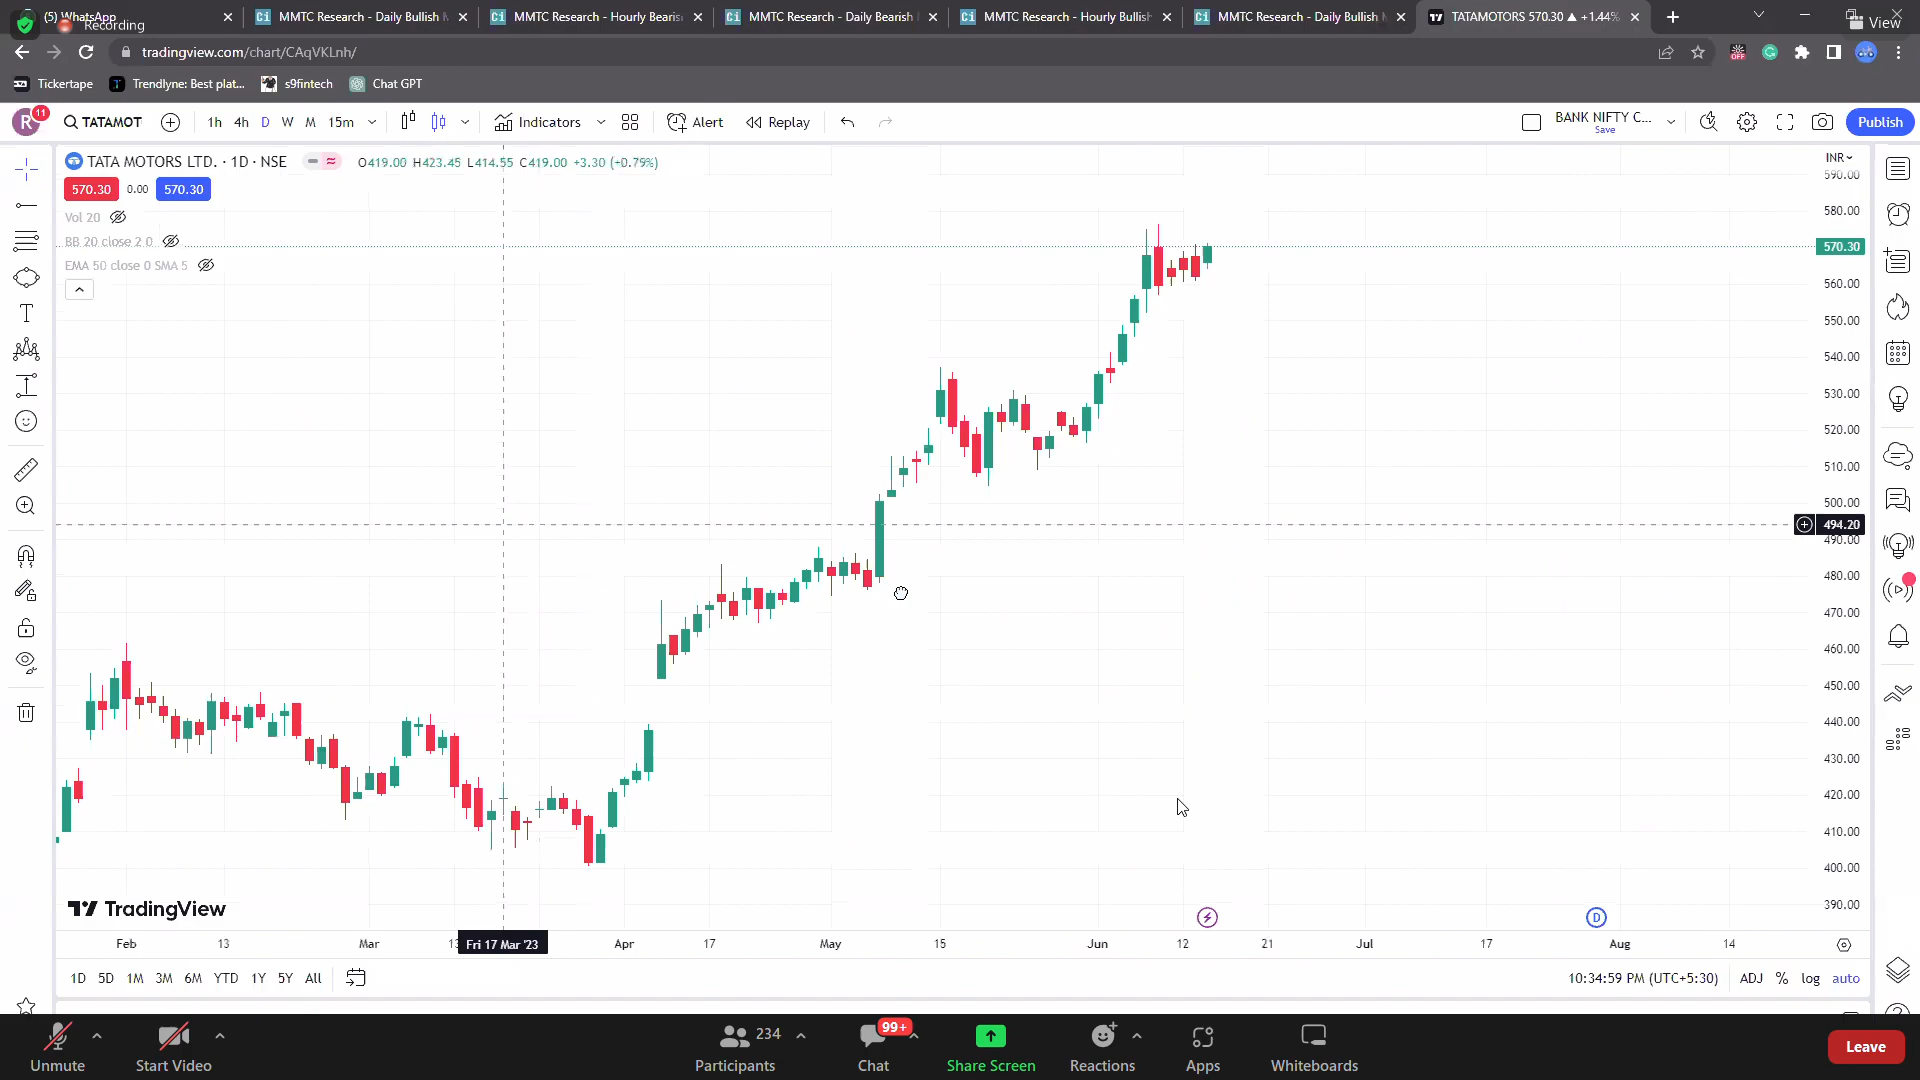 (5) WhatsApp
MMTC Research - Daily Bullish
MMTC Research - Hourly Bearis
MMTC Research - Daily Bearish
MMTC Research - Hourly Bullish
MMTC Research - Daily Bullish
TATAMOTORS 570.30 ▲ +1.44%
Recording
View
tradingview.com/chart/CAqVKLnh/
OFF
Tickertape
Trendlyne: Best plat...
s9fintech
Chat GPT
R
11
TATAMOT
1h 4h D W M 15m
Indicators
Alert
Replay
BANK NIFTY C...
Save
Publish
TATA MOTORS LTD. · 1D · NSE
O419.00 H423.45 L414.55 C419.00 +3.30 (+0.79%)
INR
570.30 0.00 570.30
Vol 20
BB 20 close 2 0
EMA 50 close 0 SMA 5
590.00
580.00
570.30
560.00
550.00
540.00
530.00
520.00
510.00
500.00
494.20
490.00
480.00
470.00
460.00
450.00
440.00
430.00
420.00
410.00
400.00
390.00
TradingView
D
Feb 13 Mar 13 Fri 17 Mar '23 Apr 17 May 15 Jun 12 21 Jul 17 Aug 14
1D 5D 1M 3M 6M YTD 1Y 5Y All
10:34:59 PM (UTC+5:30) ADJ % log auto
234
99+
Unmute
Start Video
Participants
Chat
Share Screen
Reactions
Apps
Whiteboards
Leave